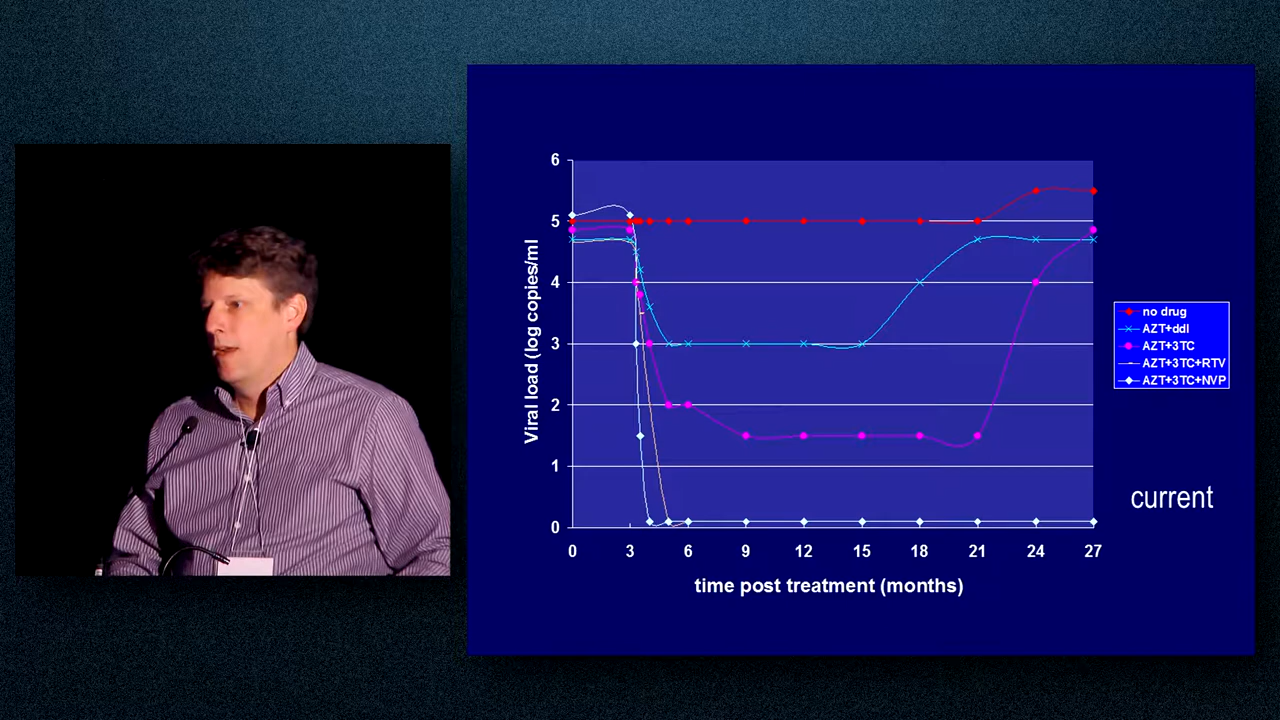 6
5
4
3
2
1
0
Viral load (log copies/ml
0 3 6 9 12 15 18 21 24 27
time post treatment (months)
no drug
AZT+ddI
AZT+3TC
AZT+3TC+RTV
AZT+3TC+NVP
current